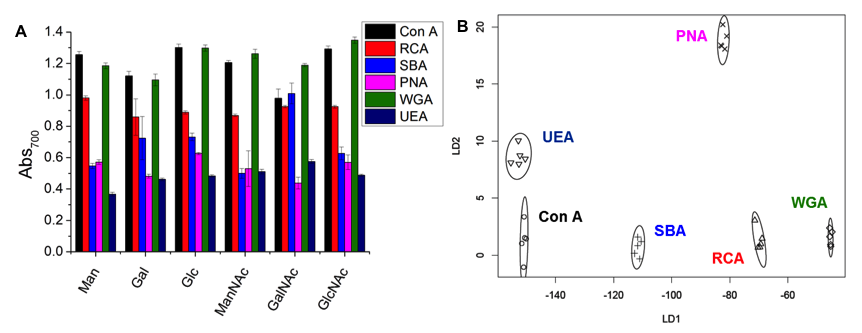 A
Abs700
1.4
1.2
1.0
0.8
0.6
0.4
0.2
0.0
Man
Gal
Glc
ManNAc
GalNAc
GlcNAc
Con A
RCA
SBA
PNA
WGA
UEA
B
LD2
20
15
10
5
0
PNA
UEA
Con A
SBA
RCA
WGA
-140
-120
-100
-80
-60
LD1